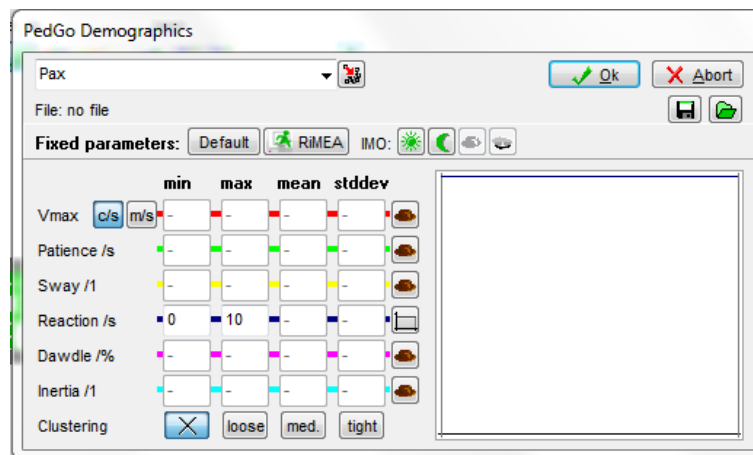 PedGo Demographics
Pax
Ok
Abort
File: no file
Fixed parameters: Default RiMEA IMO:
min max mean stddev
Vmax c/s m/s - - - -
Patience /s - - - -
Sway /1 - - - -
Reaction /s 0 10 - -
Dawdle /% - - - -
Inertia /1 - - - -
Clustering loose med. tight